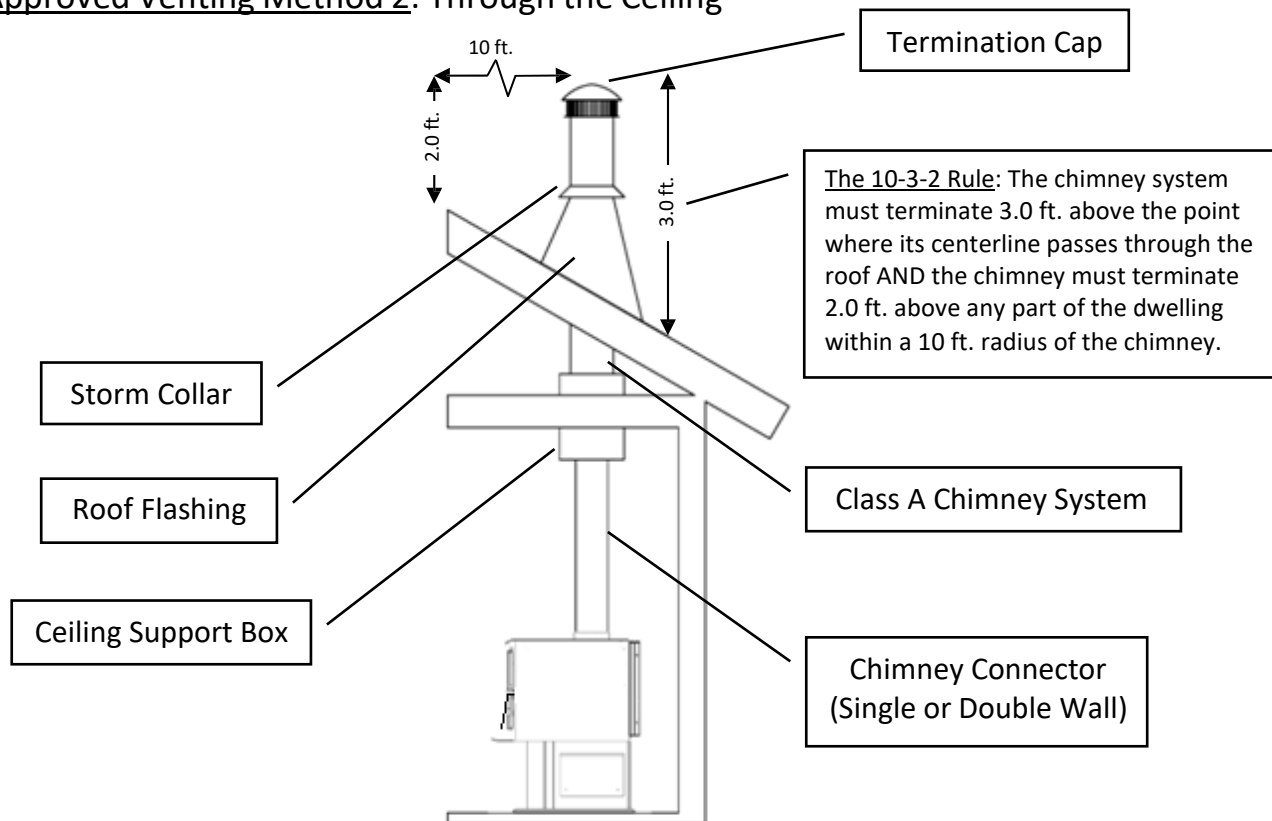 Approved Venting Method 2: Through the Ceiling
10 ft.
Termination Cap
2.0 ft.
3.0 ft.
The 10-3-2 Rule: The chimney system
must terminate 3.0 ft. above the point
where its centerline passes through the
roof AND the chimney must terminate
2.0 ft. above any part of the dwelling
within a 10 ft. radius of the chimney.
Storm Collar
Roof Flashing
Class A Chimney System
Ceiling Support Box
Chimney Connector
(Single or Double Wall)